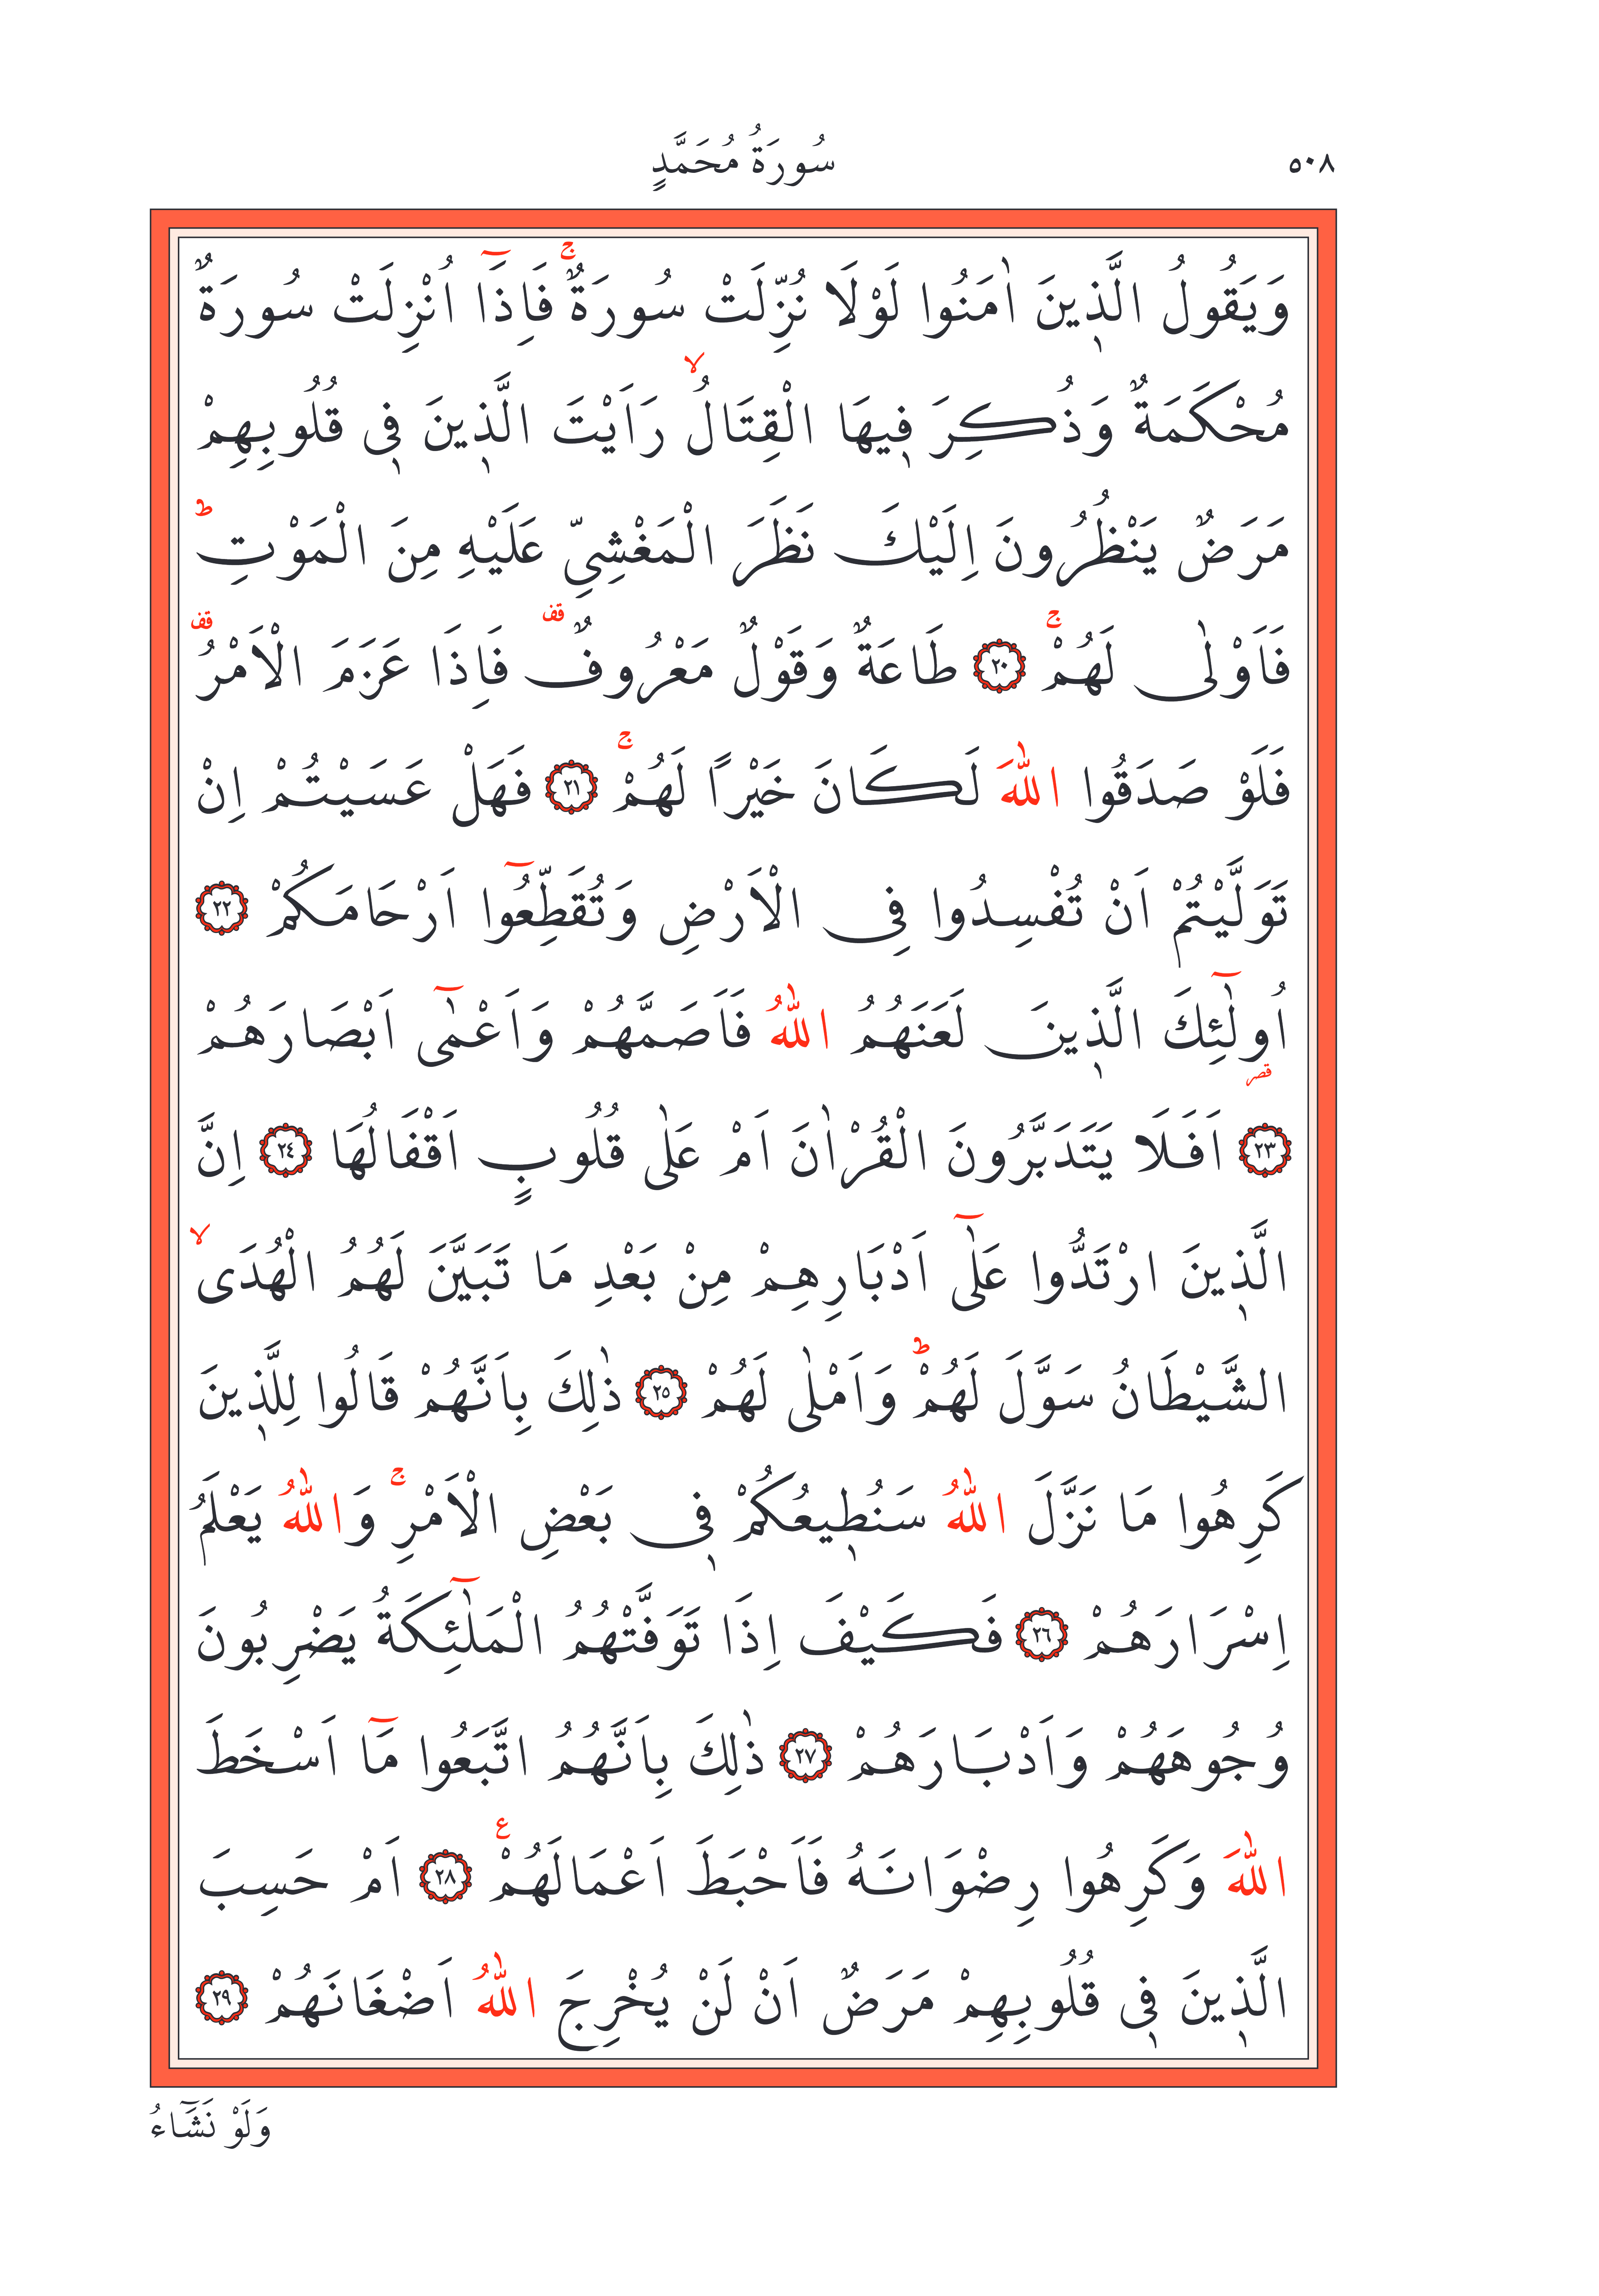 ٥٠٨
سُورَةُ مُحَمَّدٍ
وَيَقُولُ الَّذ۪ينَ اٰمَنُوا لَوْلَا نُزِّلَتْ سُورَةٌۚ فَاِذَٓا اُنْزِلَتْ سُورَةٌ
مُحْكَمَةٌ وَذُكِرَ ف۪يهَا الْقِتَالُۙ رَاَيْتَ الَّذ۪ينَ ف۪ي قُلُوبِهِمْ
مَرَضٌ يَنْظُرُونَ اِلَيْكَ نَظَرَ الْمَغْشِيِّ عَلَيْهِ مِنَ الْمَوْتِۜ
فَاَوْلٰى لَهُمْۚ ﴿٢٠﴾ طَاعَةٌ وَقَوْلٌ مَعْرُوفٌ۠ قف فَاِذَا عَزَمَ الْاَمْرُ قف
فَلَوْ صَدَقُوا اللّٰهَ لَكَانَ خَيْرًا لَهُمْۚ ﴿٢١﴾ فَهَلْ عَسَيْتُمْ اِنْ
تَوَلَّيْتُمْ اَنْ تُفْسِدُوا فِي الْاَرْضِ وَتُقَطِّعُٓوا اَرْحَامَكُمْ ﴿٢٢﴾
اُو۬لٰٓئِكَ قصر الَّذ۪ينَ لَعَنَهُمُ اللّٰهُ فَاَصَمَّهُمْ وَاَعْمٰٓى اَبْصَارَهُمْ
﴿٢٣﴾ اَفَلَا يَتَدَبَّرُونَ الْقُرْاٰنَ اَمْ عَلٰى قُلُوبٍ اَقْفَالُهَا ﴿٢٤﴾ اِنَّ
الَّذ۪ينَ ارْتَدُّوا عَلٰٓى اَدْبَارِهِمْ مِنْ بَعْدِ مَا تَبَيَّنَ لَهُمُ الْهُدَىۙ
الشَّيْطَانُ سَوَّلَ لَهُمْۜ وَاَمْلٰى لَهُمْ ﴿٢٥﴾ ذٰلِكَ بِاَنَّهُمْ قَالُوا لِلَّذ۪ينَ
كَرِهُوا مَا نَزَّلَ اللّٰهُ سَنُط۪يعُكُمْ ف۪ي بَعْضِ الْاَمْرِۚ وَاللّٰهُ يَعْلَمُ
اِسْرَارَهُمْ ﴿٢٦﴾ فَكَيْفَ اِذَا تَوَفَّتْهُمُ الْمَلٰٓئِكَةُ يَضْرِبُونَ
وُجُوهَهُمْ وَاَدْبَارَهُمْ ﴿٢٧﴾ ذٰلِكَ بِاَنَّهُمُ اتَّبَعُوا مَٓا اَسْخَطَ
اللّٰهَ وَكَرِهُوا رِضْوَانَهُ فَاَحْبَطَ اَعْمَالَهُمْ ع ﴿٢٨﴾ اَمْ حَسِبَ
الَّذ۪ينَ ف۪ي قُلُوبِهِمْ مَرَضٌ اَنْ لَنْ يُخْرِجَ اللّٰهُ اَضْغَانَهُمْ ﴿٢٩﴾
وَلَوْ نَشَٓاءُ